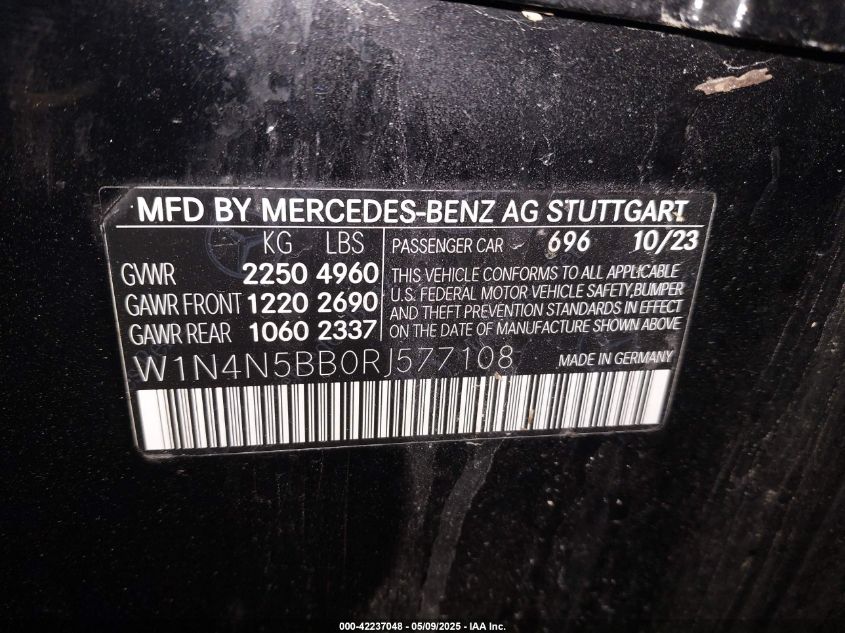 MFD BY MERCEDES-BENZ AG STUTTGART
KG LBS
GVWR 2250 4960
GAWR FRONT 1220 2690
GAWR REAR 1060 2337
PASSENGER CAR - 696 10/23
THIS VEHICLE CONFORMS TO ALL APPLICABLE
U.S. FEDERAL MOTOR VEHICLE SAFETY,BUMPER
AND THEFT PREVENTION STANDARDS IN EFFECT
ON THE DATE OF MANUFACTURE SHOWN ABOVE
W1N4N5BB0RJ577108
MADE IN GERMANY
000-42237048 - 05/09/2025 - IAA Inc.